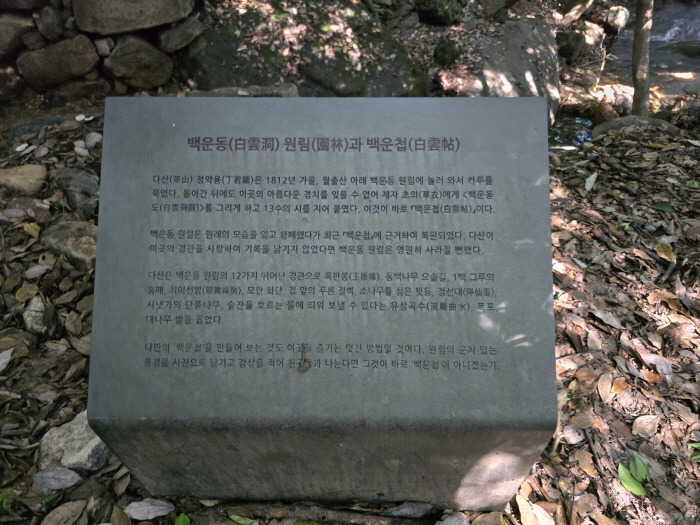 백운동(白雲洞) 원림(園林)과 백운첩(白雲帖)
다산(茶山) 정약용(丁若鏞)은 1812년 가을, 월출산 아래 백운동 원림에 놀러 와서 하루를
묵었다. 돌아간 뒤에도 이곳의 아름다운 경치를 잊을 수 없어 제자 초의(草衣)에게 <백운동
도(白雲洞圖)>를 그리게 하고 13수의 시를 지어 붙였다. 이것이 바로 『백운첩(白雲帖)』이다.
백운동 원림은 원래의 모습을 잃고 황폐했다가 최근 『백운첩』에 근거하여 복원되었다. 다산이
이곳의 경관을 사랑하여 기록을 남기지 않았다면 백운동 원림은 영원히 사라질 뻔했다.
다산은 백운동 원림의 12가지 뛰어난 경관으로 옥판봉(玉版峰), 동백나무 오솔길, 1백 그루의
홍매, 취미선방(翠微禪房), 모란 화단, 집 앞의 푸른 절벽, 소나무를 심은 뒷동, 정선대(停仙臺),
시냇가의 단풍나무, 술잔을 흐르는 물에 띄워 보낼 수 있다는 유상곡수(流觴曲水), 폭포,
대나무 밭을 꼽았다.
나만의 '백운첩'을 만들어 보는 것도 이곳을 즐기는 멋진 방법일 것이다. 원림의 운치 있는
풍경을 사진으로 남기고 감상을 적어 친구들과 나눈다면 그것이 바로 '백운첩'이 아니겠는가.